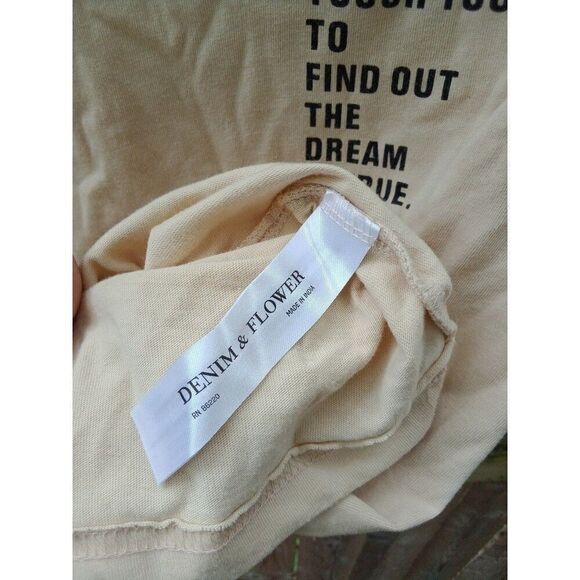 TO
FIND OUT
THE
DREAM
DENIM & FLOWER
MADE IN INDIA
RN 86220